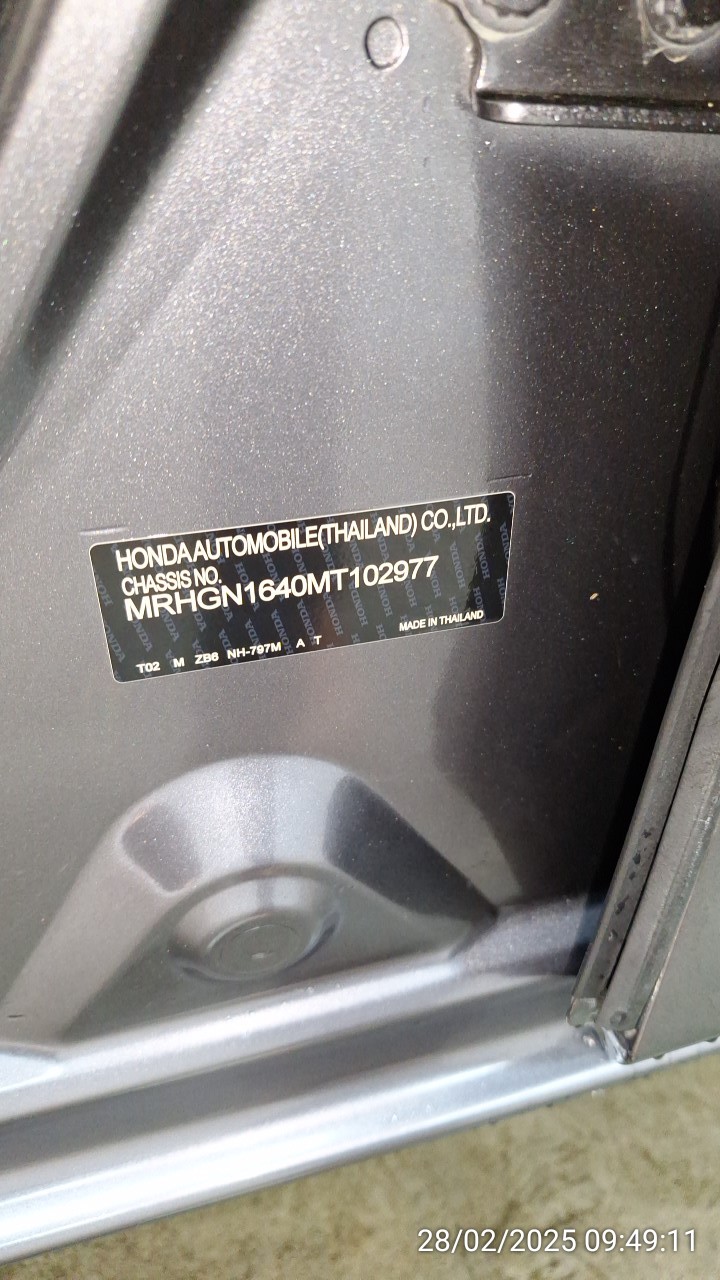 HONDA AUTOMOBILE(THAILAND) CO.,LTD.
CHASSIS NO.
MRHGN1640MT102977
MADE IN THAILAND
T02 M ZB6 NH-797M A T
28/02/2025 09:49:11